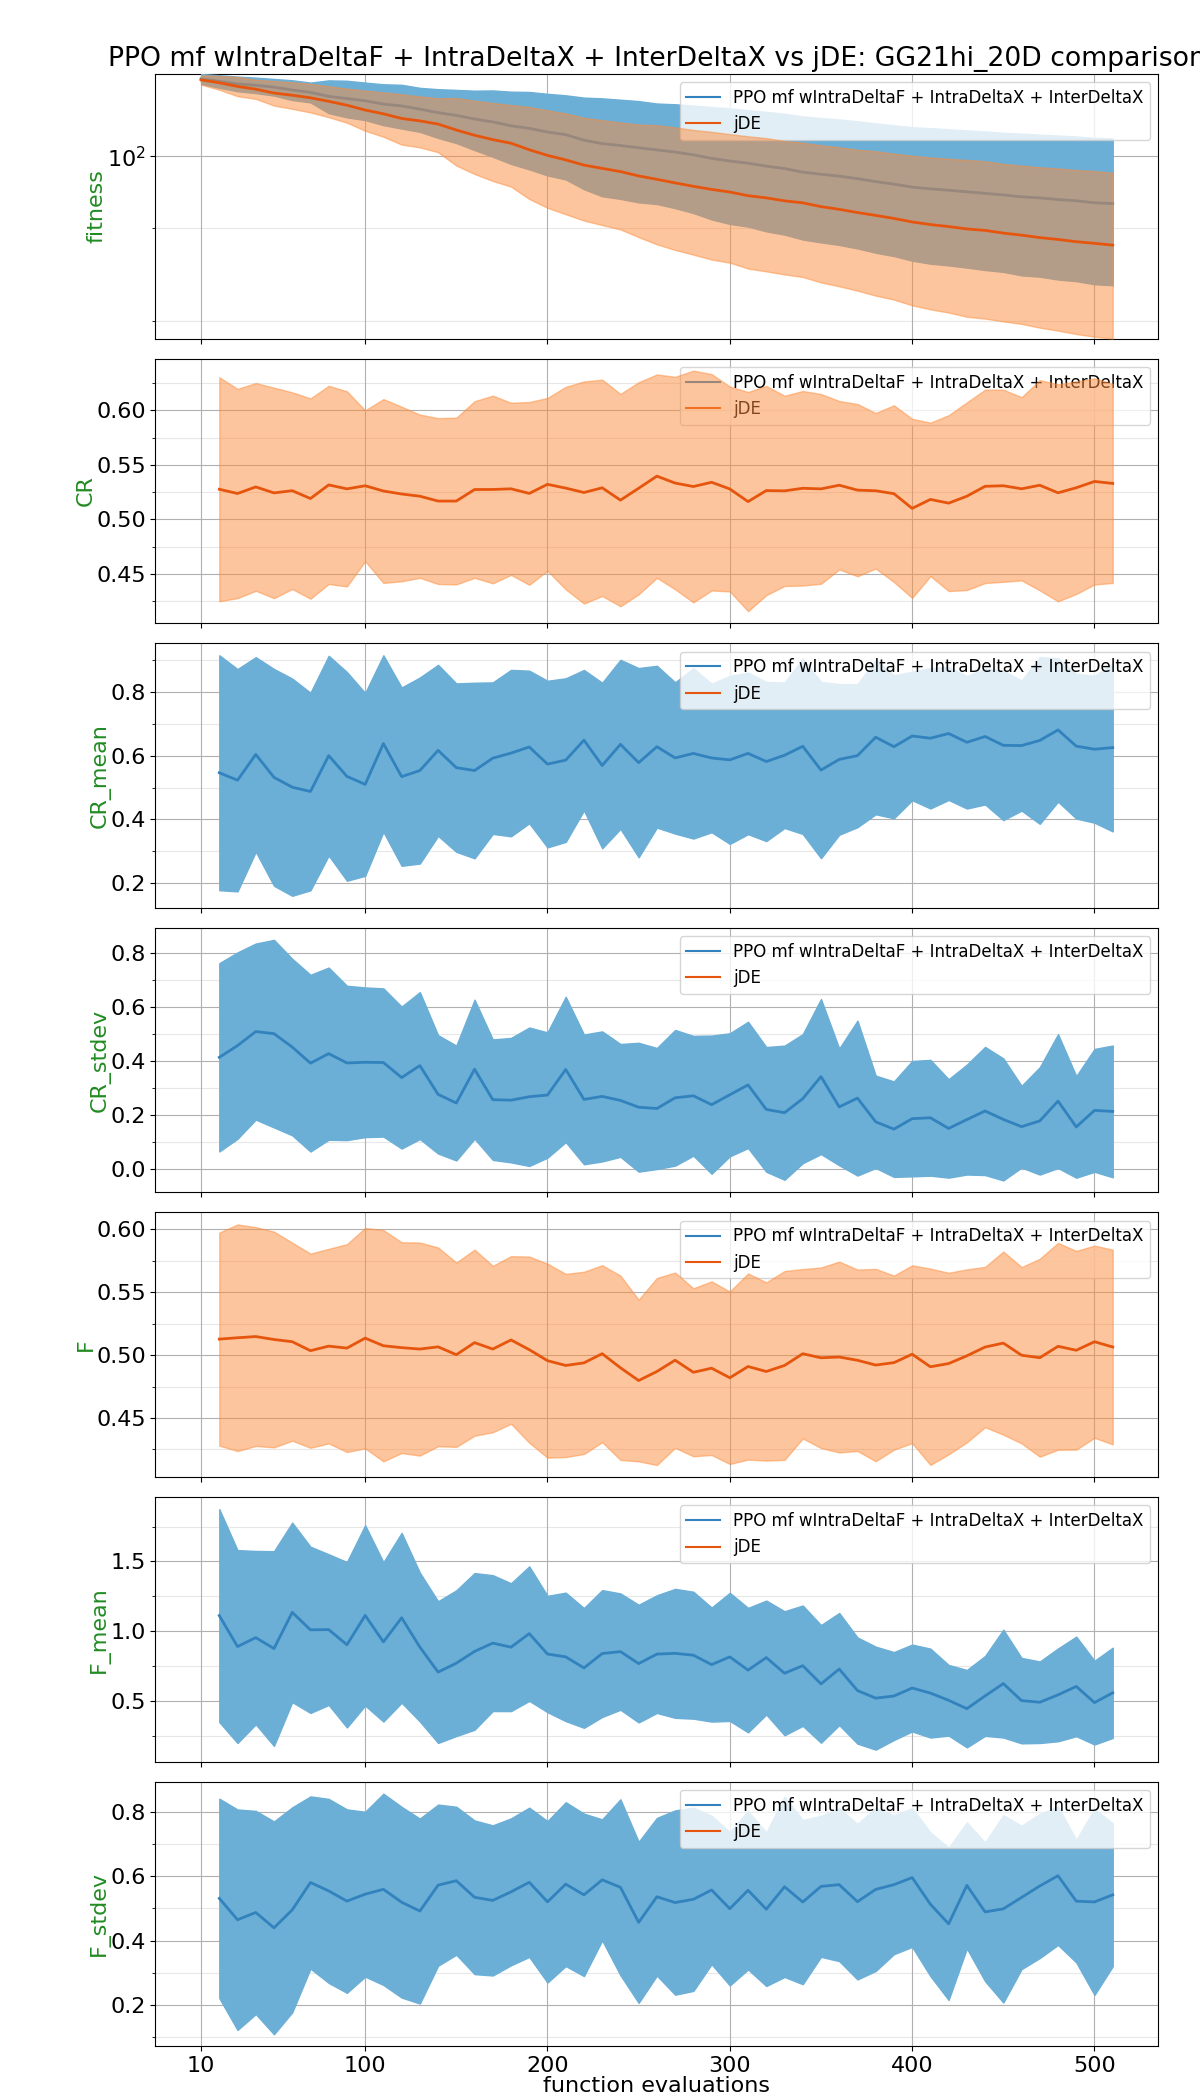 PPO mf wIntraDeltaF + IntraDeltaX + InterDeltaX vs jDE: GG21hi_20D comparison
fitness
10²
PPO mf wIntraDeltaF + IntraDeltaX + InterDeltaX
jDE
CR
0.60
0.55
0.50
0.45
PPO mf wIntraDeltaF + IntraDeltaX + InterDeltaX
jDE
CR_mean
0.8
0.6
0.4
0.2
PPO mf wIntraDeltaF + IntraDeltaX + InterDeltaX
jDE
CR_stdev
0.8
0.6
0.4
0.2
0.0
PPO mf wIntraDeltaF + IntraDeltaX + InterDeltaX
jDE
F
0.60
0.55
0.50
0.45
PPO mf wIntraDeltaF + IntraDeltaX + InterDeltaX
jDE
F_mean
1.5
1.0
0.5
PPO mf wIntraDeltaF + IntraDeltaX + InterDeltaX
jDE
F_stdev
0.8
0.6
0.4
0.2
PPO mf wIntraDeltaF + IntraDeltaX + InterDeltaX
jDE
10 100 200 300 400 500
function evaluations